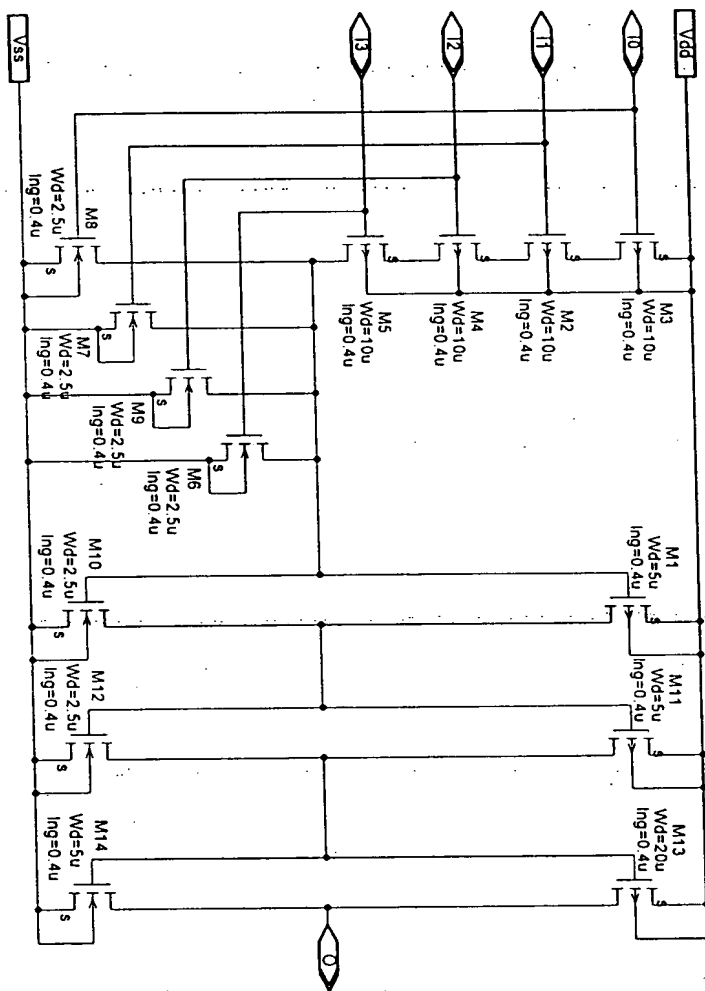 Vdd
I0
I1
I2
I3
Vss
M3
Wd=10u
lng=0.4u
S
M2
Wd=10u
lng=0.4u
S
M4
Wd=10u
lng=0.4u
S
M5
Wd=10u
lng=0.4u
S
M8
Wd=2.5u
lng=0.4u
S
M7
Wd=2.5u
lng=0.4u
S
M9
Wd=2.5u
lng=0.4u
S
M6
Wd=2.5u
lng=0.4u
S
M1
Wd=5u
lng=0.4u
S
M10
Wd=2.5u
lng=0.4u
S
M11
Wd=5u
lng=0.4u
S
M12
Wd=2.5u
lng=0.4u
S
M13
Wd=20u
lng=0.4u
S
M14
Wd=5u
lng=0.4u
S
O